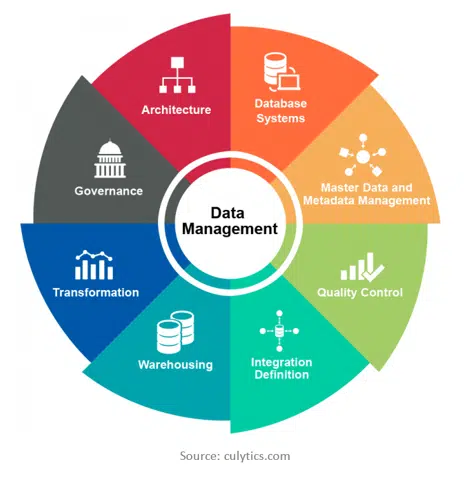 Architecture
Database
Systems
Governance
Master Data and
Metadata Management
Data
Management
Transformation
Quality Control
Warehousing
Integration
Definition
Source: culytics.com